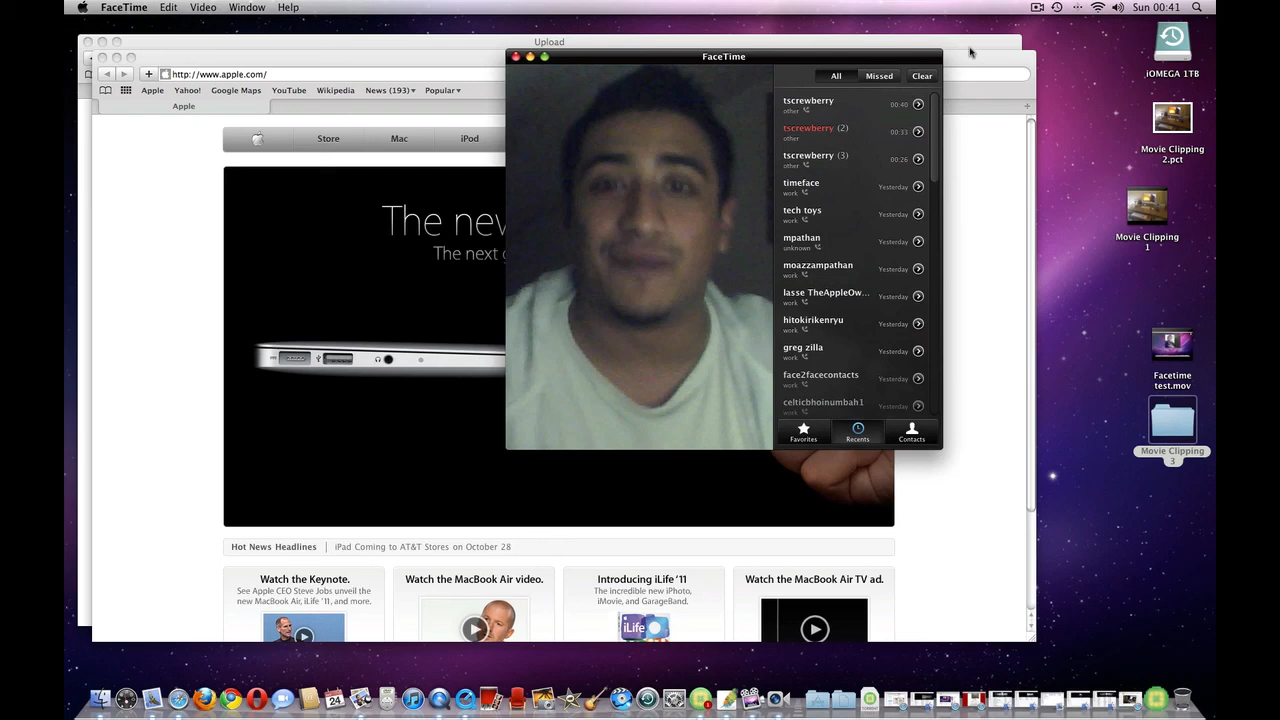 FaceTime Edit Video Window Help
Sun 00:41
Upload
http://www.apple.com/
Apple Yahoo! Google Maps YouTube Wikipedia News (193)▾ Popular▾
Apple
Store Mac iPod
The new
The next g
FaceTime
All Missed Clear
tscrewberry 00:40
other
tscrewberry (2) 00:33
other
tscrewberry (3) 00:26
other
timeface Yesterday
work
tech toys Yesterday
work
mpathan Yesterday
unknown
moazzampathan Yesterday
work
lasse TheAppleOw... Yesterday
work
hitokirikenryu Yesterday
work
greg zilla Yesterday
work
face2facecontacts Yesterday
work
celticbhoinumbah1 Yesterday
work
Favorites Recents Contacts
Hot News Headlines iPad Coming to AT&T Stores on October 28
Watch the Keynote.
See Apple CEO Steve Jobs unveil the
new MacBook Air, iLife '11, and more.
Watch the MacBook Air video.
Introducing iLife '11
The incredible new iPhoto,
iMovie, and GarageBand,
iLife
Watch the MacBook Air TV ad.
iOMEGA 1TB
Movie Clipping
2.pct
Movie Clipping
1
Facetime
test.mov
Movie Clipping
3